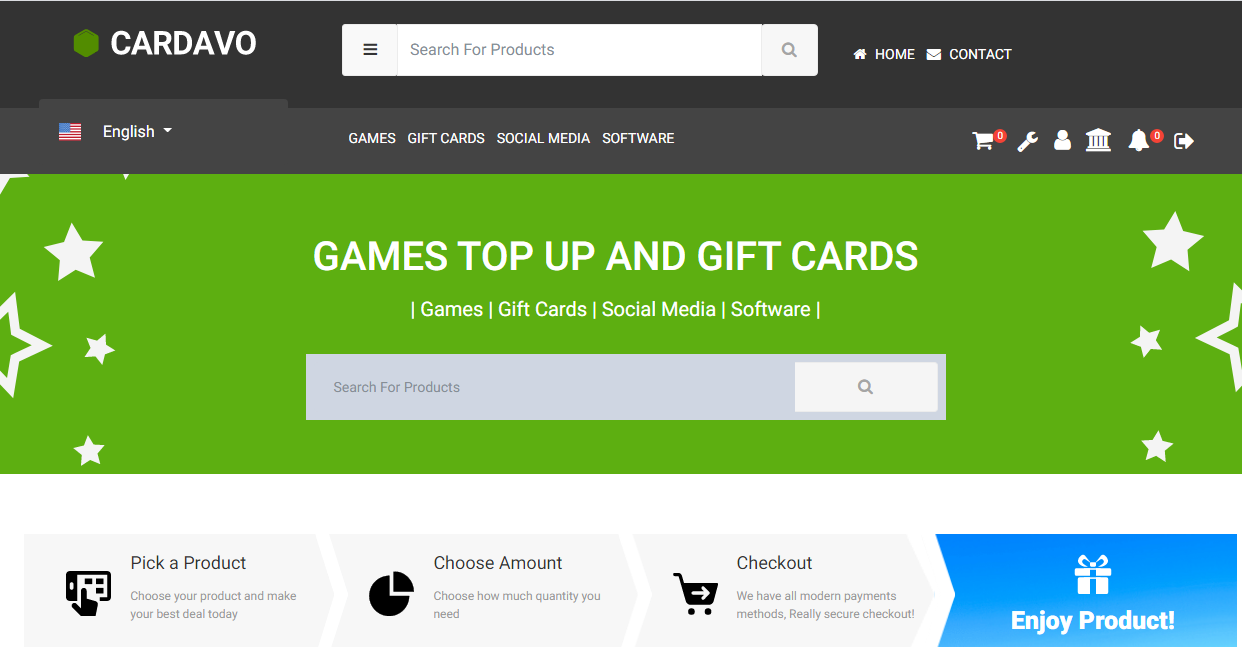 CARDAVO
Search For Products
HOME CONTACT
English
GAMES GIFT CARDS SOCIAL MEDIA SOFTWARE
0
0
GAMES TOP UP AND GIFT CARDS
| Games | Gift Cards | Social Media | Software |
Search For Products
Pick a Product
Choose your product and make
your best deal today
Choose Amount
Choose how much quantity you
need
Checkout
We have all modern payments
methods, Really secure checkout!
Enjoy Product!